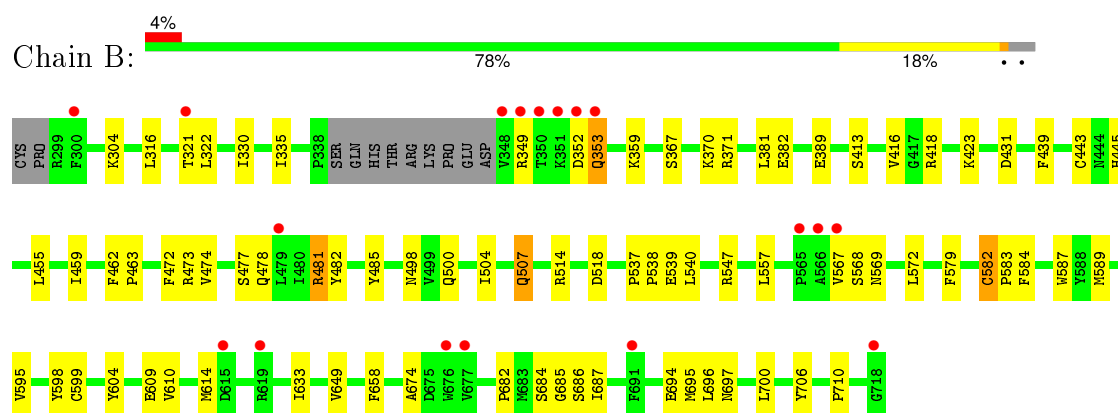 4%
Chain B:
78% 18% • •
CYS PRO R299 F300 K304 L316 T321 L322 I330 I335 P338 SER GLN HIS THR ARG LYS PRO GLU ASP V348 R349 T350 K351 D352 Q353 K359 S367 K370 R371 L381 E382 E389 S413 V416 G417 R418 K423 D431 F439 C443 N444
L455 I459 F462 P463 F472 R473 V474 S477 Q478 L479 I480 R481 Y482 Y485 N498 V499 Q500 I504 Q507 R514 D518 P537 P538 E539 L540 R547 L557 P565 A566 V567 S568 N569 L572 F579 C582 P583 F584 W587 Y588 M589
V595 Y598 C599 Y604 E609 V610 M614 D615 R619 I633 V649 F658 A674 D675 W676 V677 P682 M683 S684 G685 S686 I687 F691 E694 M695 L696 N697 L700 Y706 P710 G718